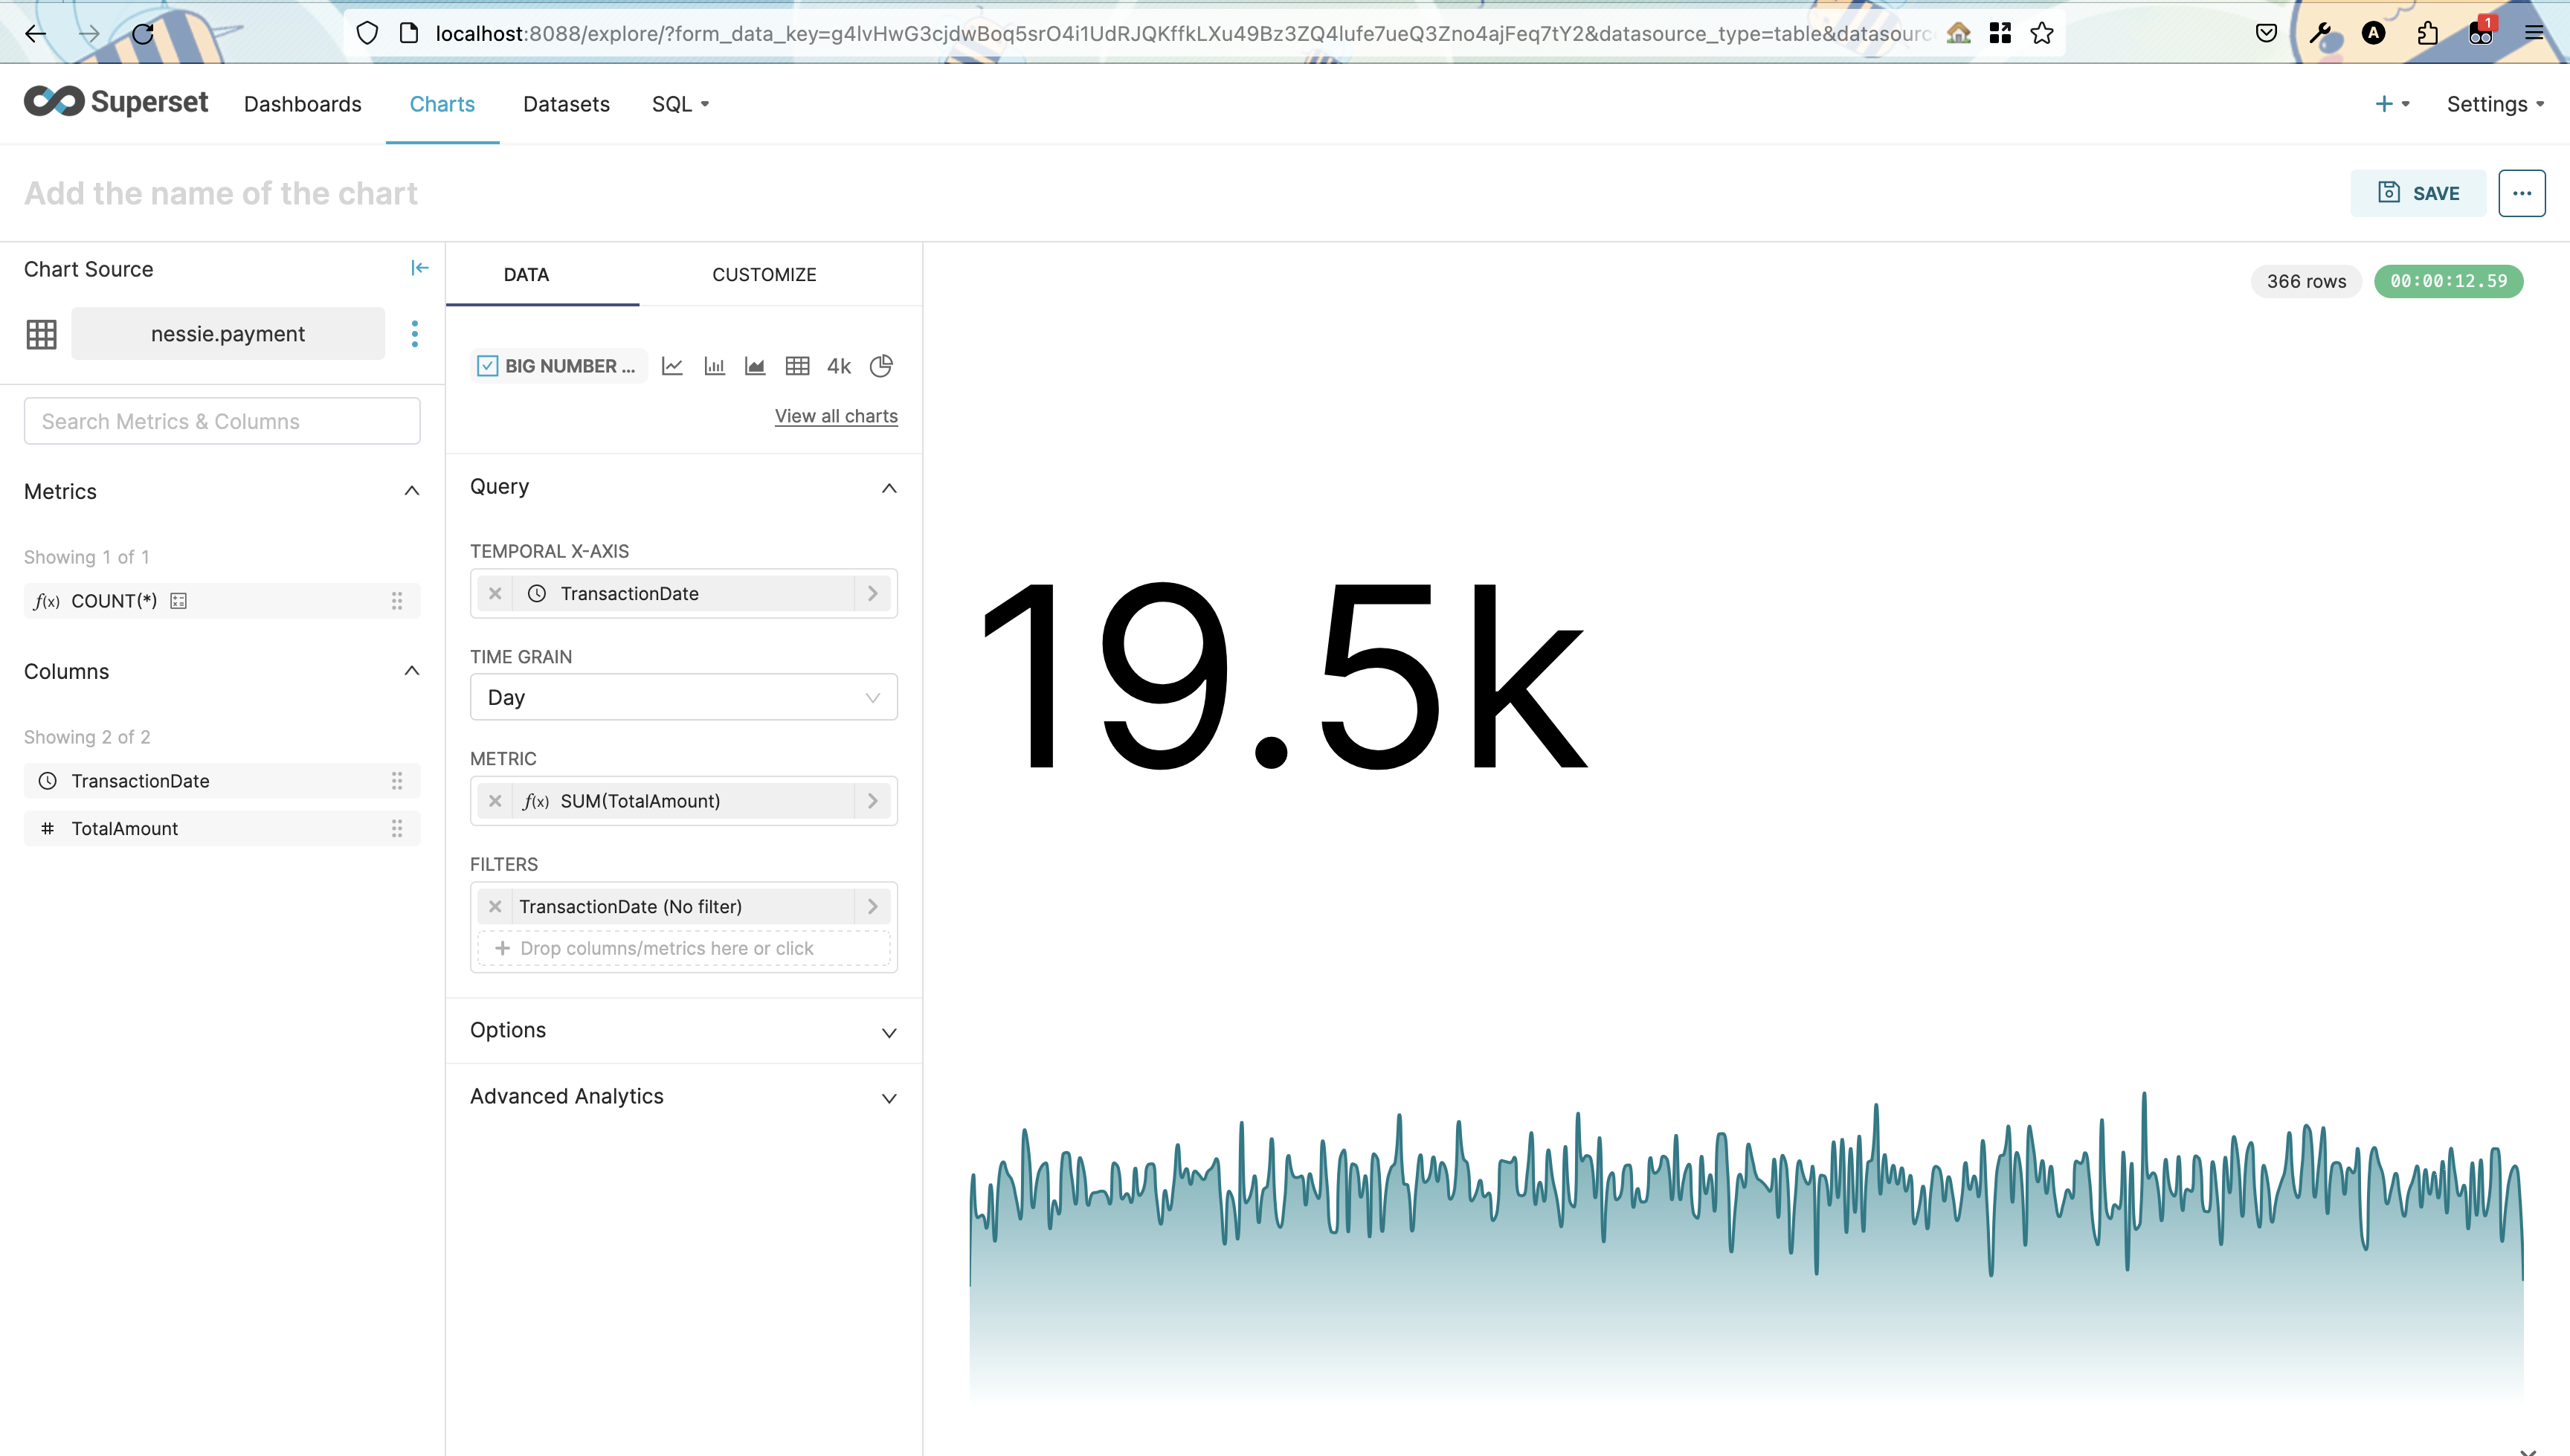 localhost:8088/explore/?form_data_key=g4lvHwG3cjdwBoq5srO4i1UdRJQKffkLXu49Bz3ZQ4lufe7ueQ3Zno4ajFeq7tY2&datasource_type=table&datasourc
A
1
Superset
Dashboards
Charts
Datasets
SQL
+
Settings
Add the name of the chart
SAVE
...
Chart Source
DATA
CUSTOMIZE
366 rows
00:00:12.59
nessie.payment
BIG NUMBER ...
4k
View all charts
Search Metrics & Columns
Metrics
Showing 1 of 1
f(x) COUNT(*)
Columns
Showing 2 of 2
TransactionDate
# TotalAmount
Query
TEMPORAL X-AXIS
TransactionDate
TIME GRAIN
Day
METRIC
f(x) SUM(TotalAmount)
FILTERS
TransactionDate (No filter)
+ Drop columns/metrics here or click
Options
Advanced Analytics
19.5k